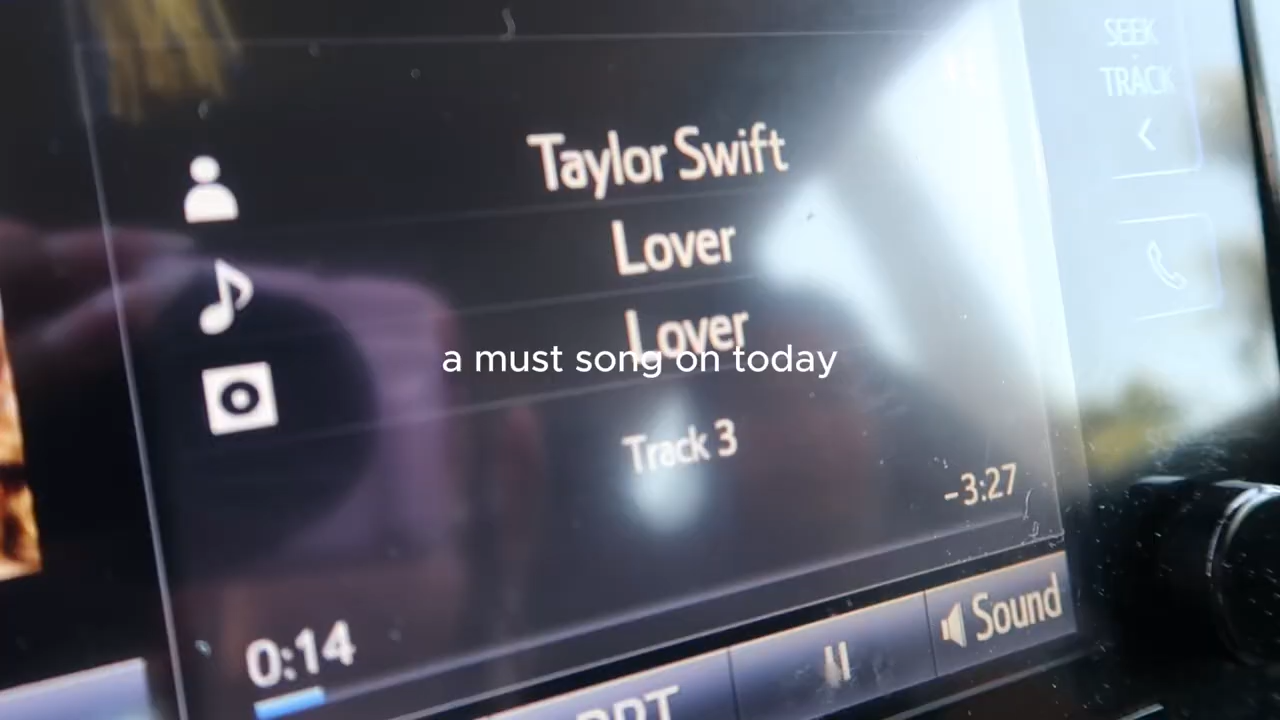 SEEK
TRACK
Taylor Swift
Lover
Lover
a must song on today
Track 3
-3:27
0:14
Sound